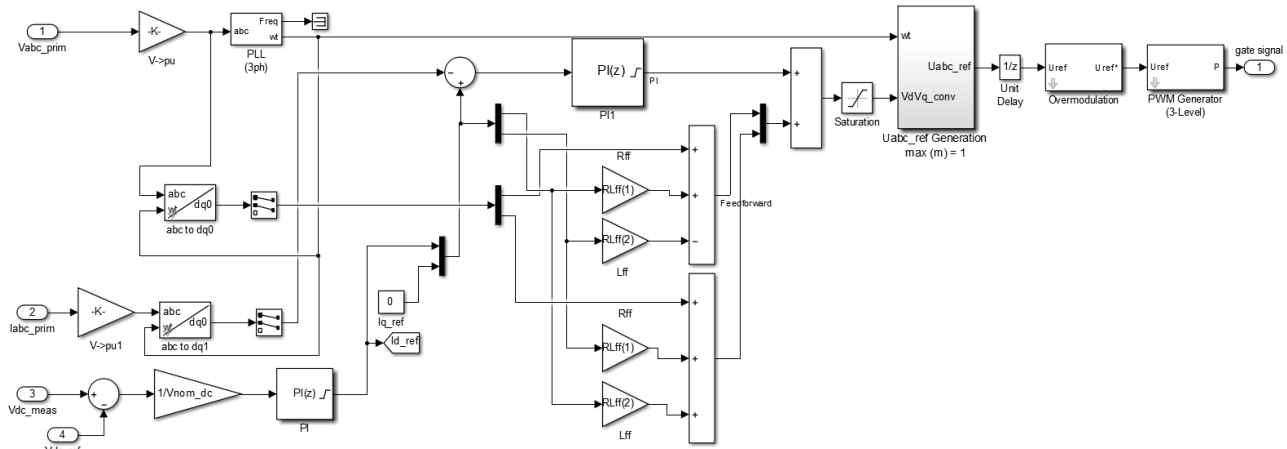 1
Vabc_prim
-K-
V->pu
abc
Freq
wt
PLL
(3ph)
-
+
PI(z)
PI
PI1
+
+
Saturation
wt
Uabc_ref
VdVq_conv
Uabc_ref Generation
max (m) = 1
1/z
Unit
Delay
Uref
Uref*
Overmodulation
Uref
P
PWM Generator
(3-Level)
gate signal
1
abc
wt
dq0
abc to dq0
Rff
RLff(1)
RLff(2)
Lff
+
+
-
Feedforward
2
Iabc_prim
-K-
V->pu1
abc
wt
dq0
abc to dq1
0
Iq_ref
Id_ref
Rff
RLff(1)
RLff(2)
Lff
+
+
+
3
Vdc_meas
4
+
-
1/Vnom_dc
PI(z)
PI